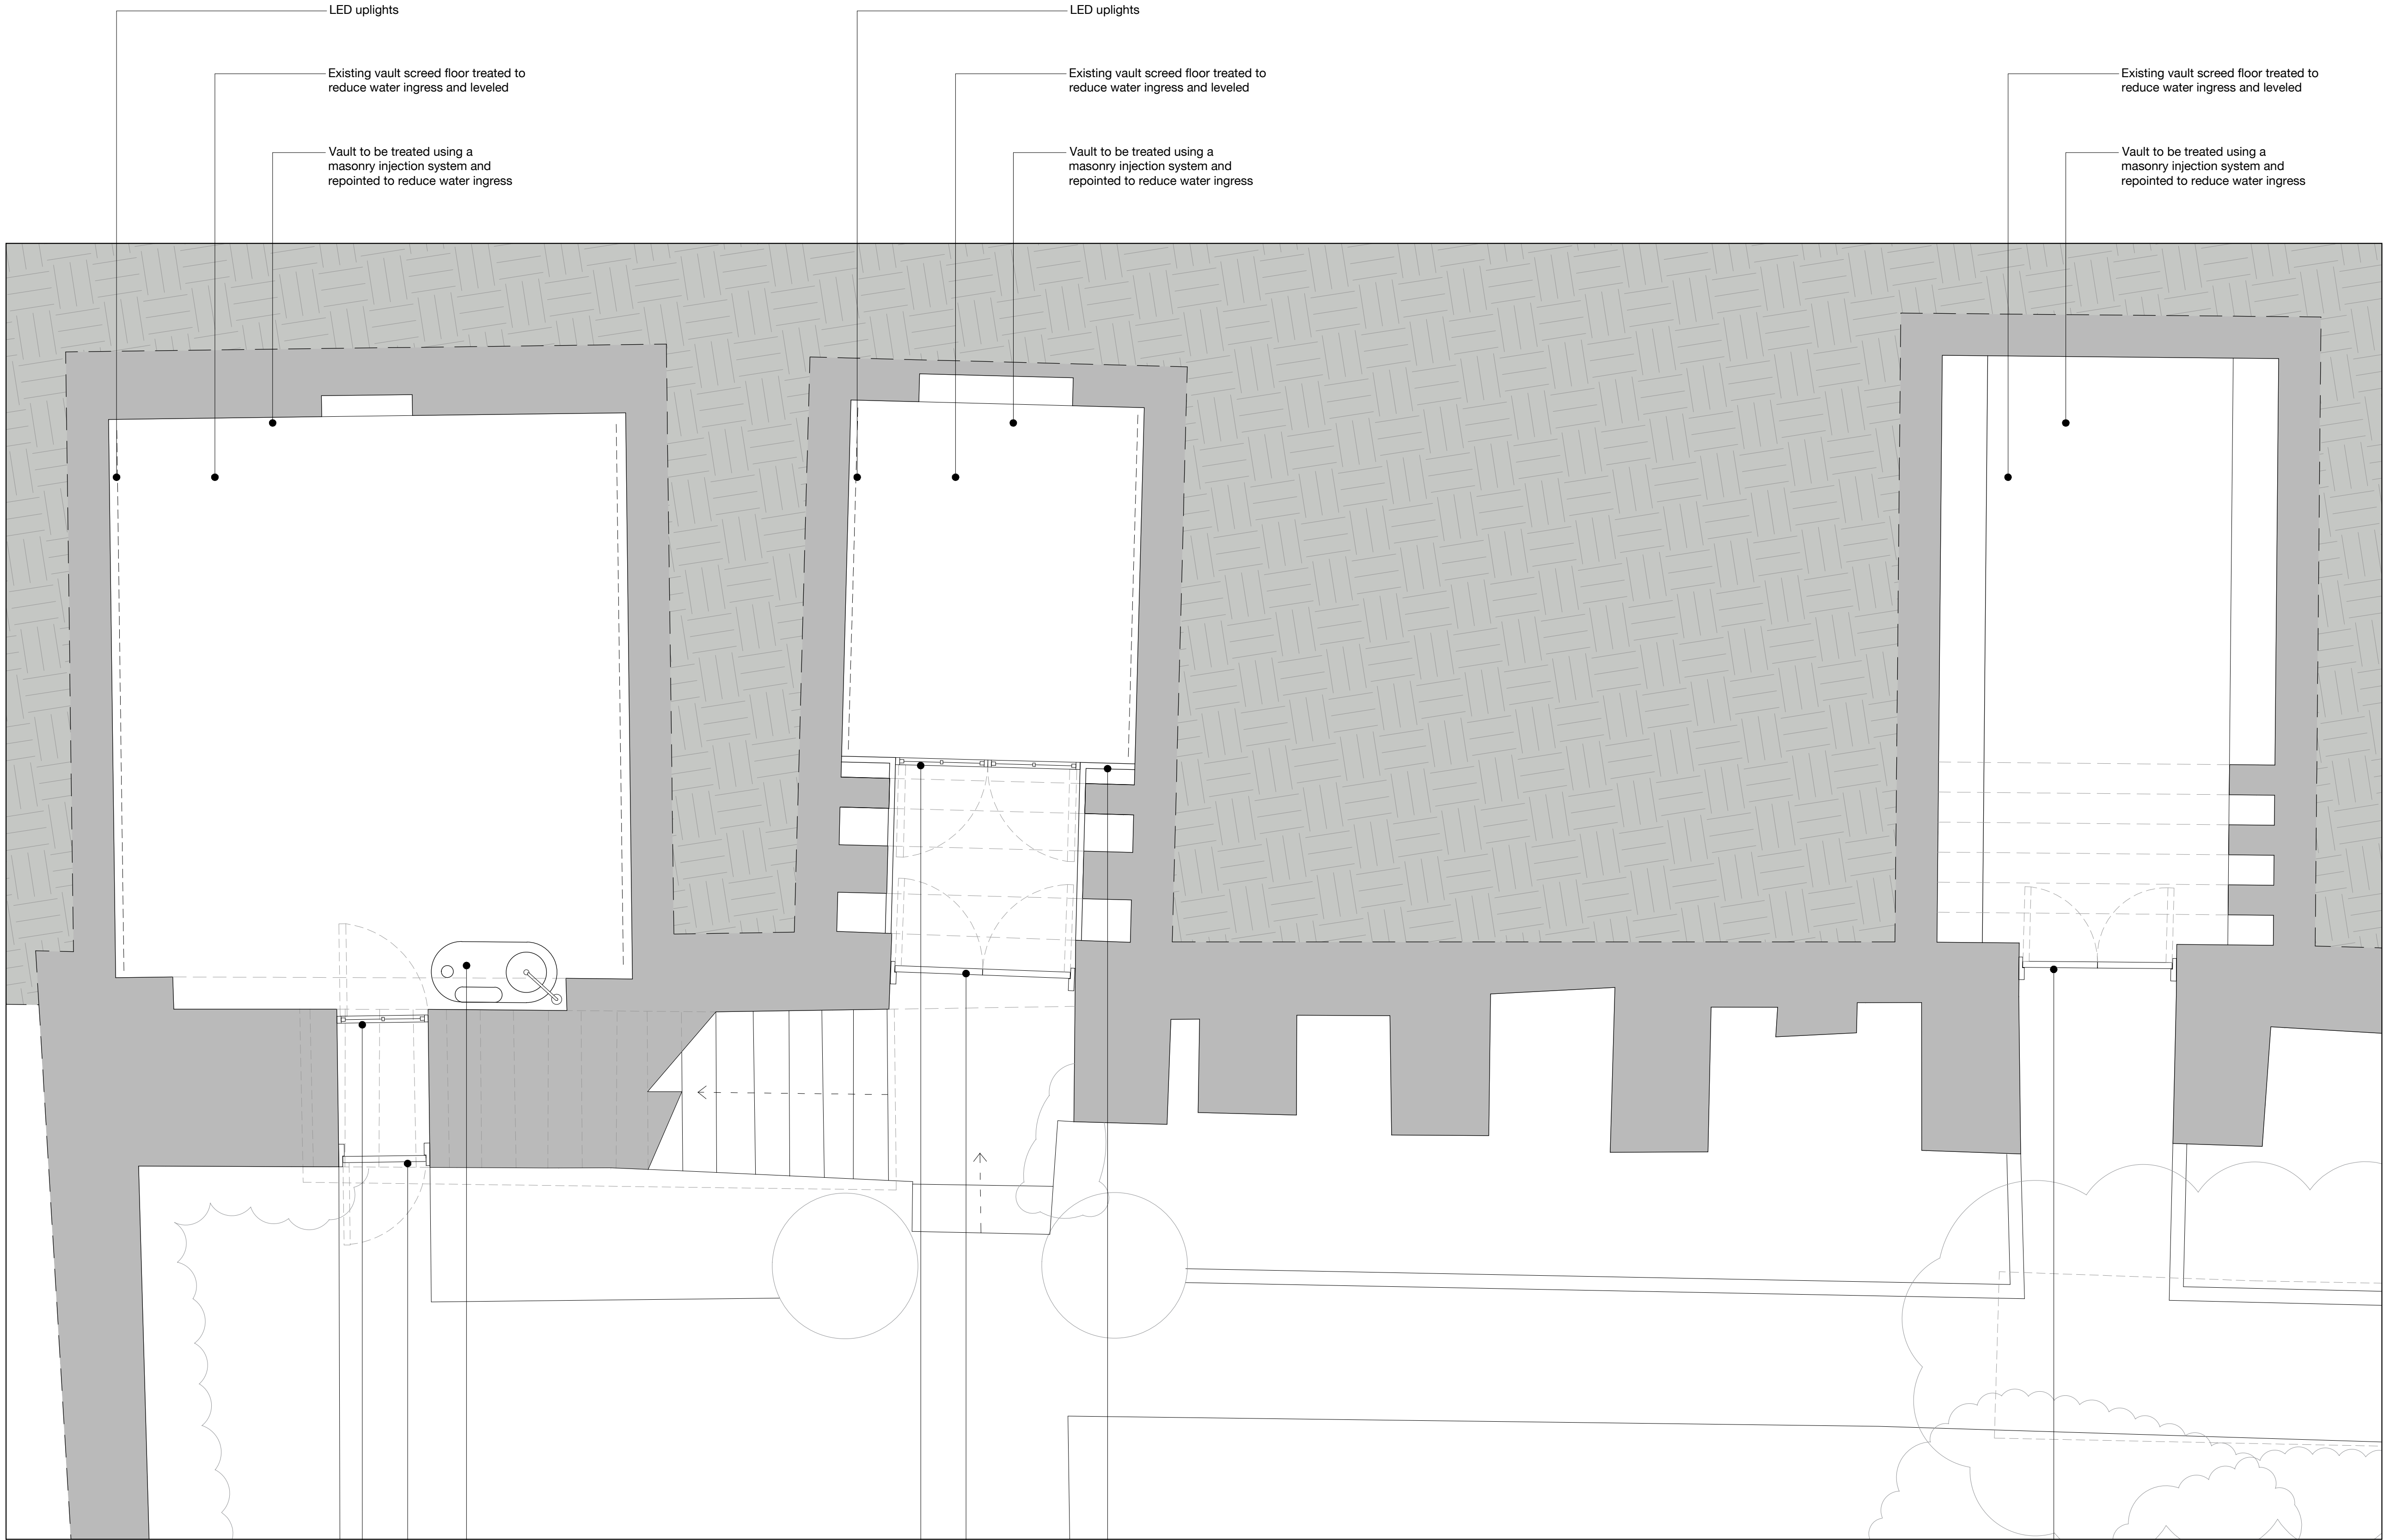 LED uplights
Existing vault screed floor treated to
reduce water ingress and leveled
Vault to be treated using a
masonry injection system and
repointed to reduce water ingress
LED uplights
Existing vault screed floor treated to
reduce water ingress and leveled
Vault to be treated using a
masonry injection system and
repointed to reduce water ingress
Existing vault screed floor treated to
reduce water ingress and leveled
Vault to be treated using a
masonry injection system and
repointed to reduce water ingress